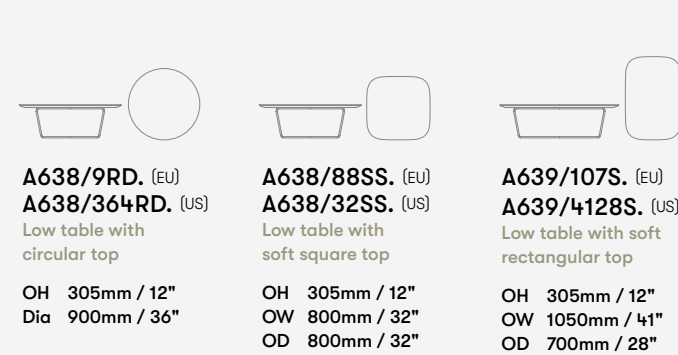 A638/9RD. (EU)
A638/364RD. (US)
Low table with
circular top
OH 305mm / 12"
Dia 900mm / 36"
A638/88SS. (EU)
A638/32SS. (US)
Low table with
soft square top
OH 305mm / 12"
OW 800mm / 32"
OD 800mm / 32"
A639/107S. (EU)
A639/4128S. (US)
Low table with soft
rectangular top
OH 305mm / 12"
OW 1050mm / 41"
OD 700mm / 28"